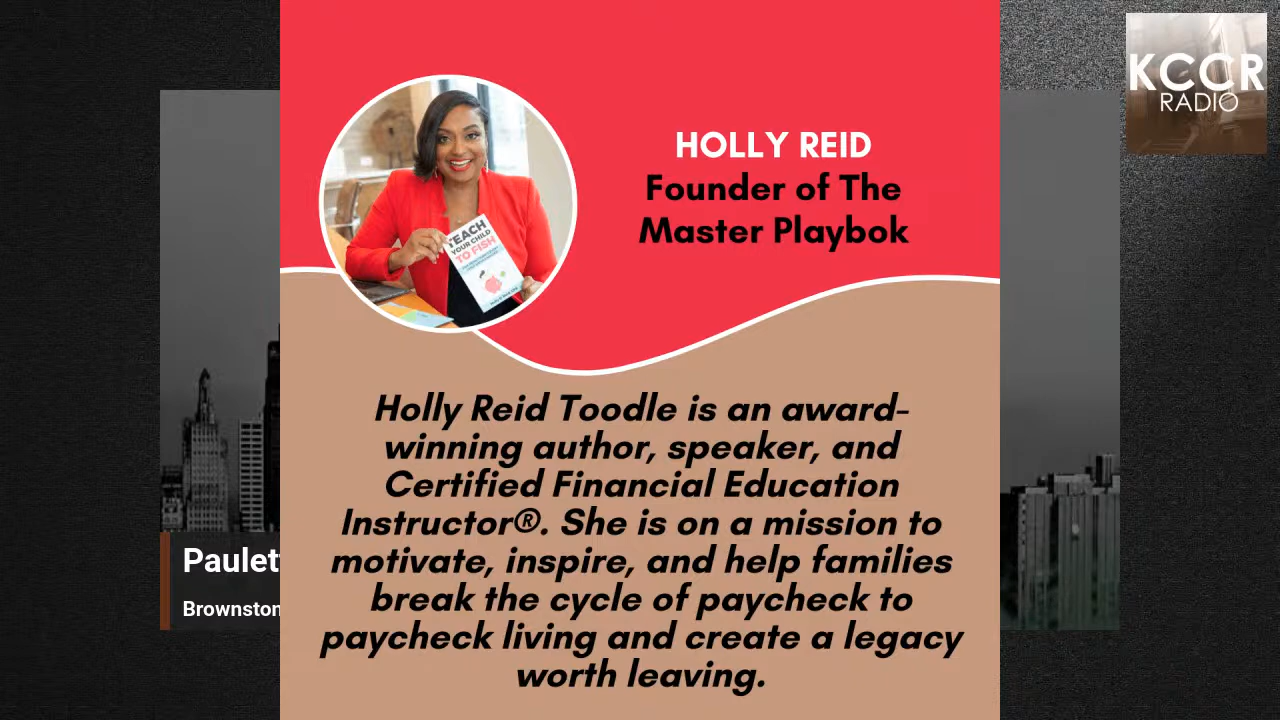 KCCR
RADIO
HOLLY REID
Founder of The
Master Playbok
TEACH
YOUR CHILD
TO FISH
Holly Reid Toodle is an award-
winning author, speaker, and
Certified Financial Education
Instructor®. She is on a mission to
motivate, inspire, and help families
break the cycle of paycheck to
paycheck living and create a legacy
worth leaving.
Paulet
Brownston